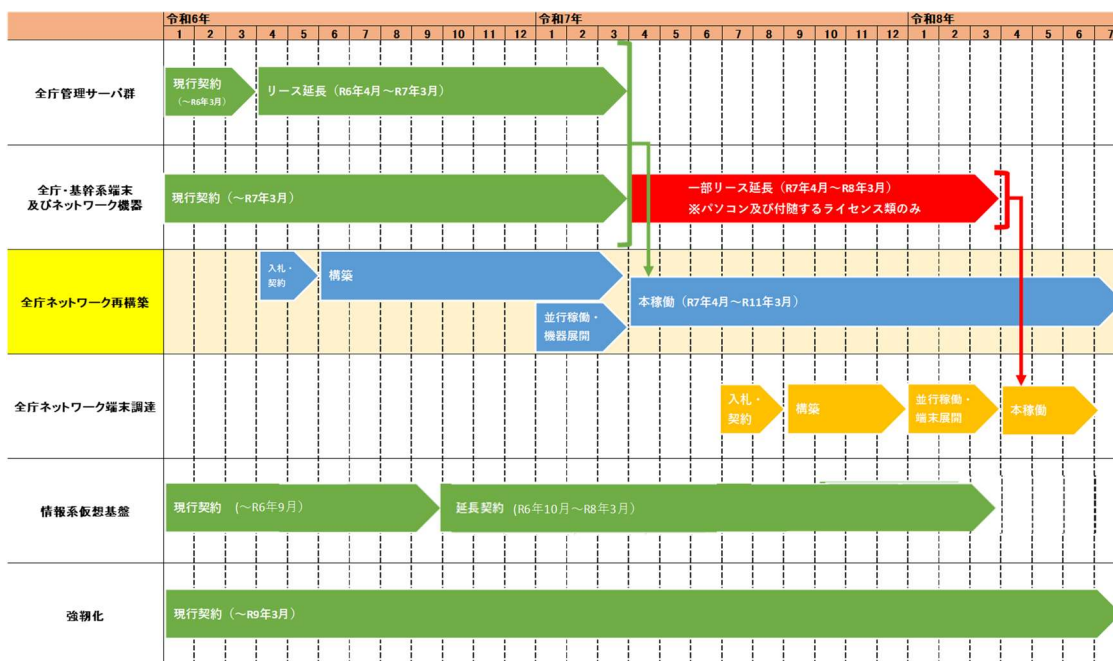 令和6年 令和7年 令和8年
1 2 3 4 5 6 7 8 9 10 11 12 1 2 3 4 5 6 7 8 9 10 11 12 1 2 3 4 5 6 7
全庁管理サーバ群
現行契約
(～R6年3月)
リース延長（R6年4月～R7年3月）
全庁・基幹系端末
及びネットワーク機器
現行契約（～R7年3月）
一部リース延長（R7年4月～R8年3月）
※パソコン及び付随するライセンス類のみ
全庁ネットワーク再構築
入札・
契約
構築
並行稼働・
機器展開
本稼働（R7年4月～R11年3月）
全庁ネットワーク端末調達
入札・
契約
構築
並行稼働・
端末展開
本稼働
情報系仮想基盤
現行契約 (～R6年9月)
延長契約 (R6年10月～R8年3月)
強靭化
現行契約（～R9年3月）